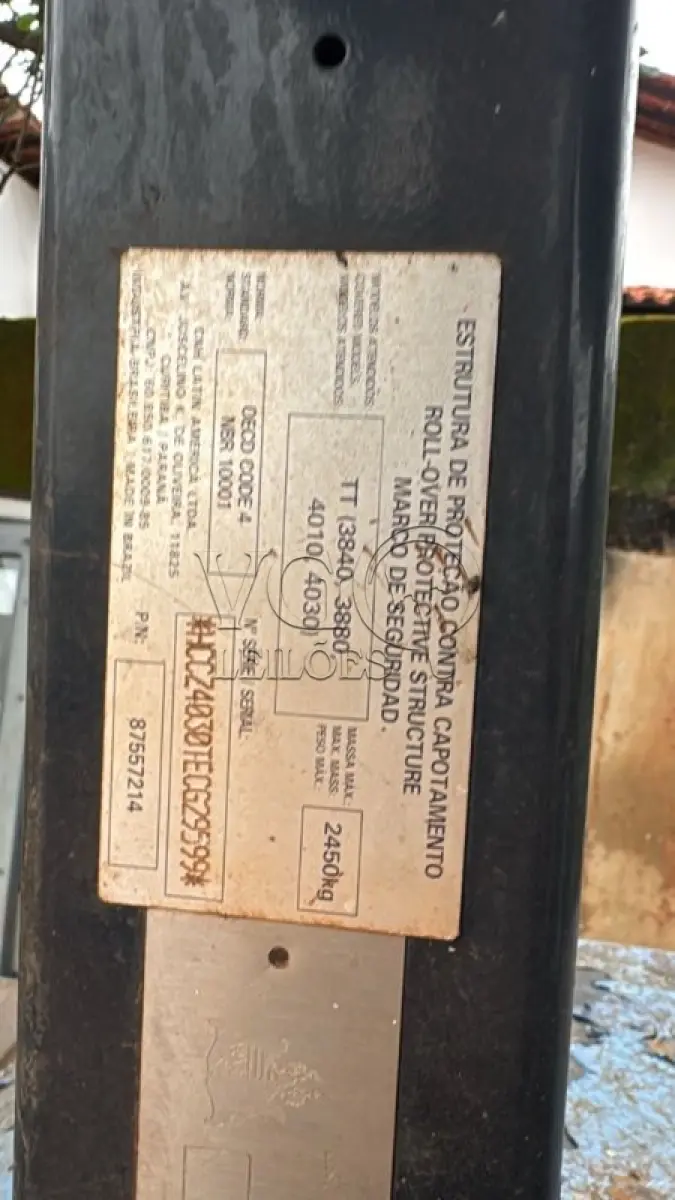 ESTRUTURA DE PROTEÇÃO CONTRA CAPOTAMENTO
ROLL-OVER PROTECTIVE STRUCTURE
MARCO DE SEGURIDAD.
MODELOS ATENDIDOS:
COVERED MODELS:
MODELOS ATENDIDOS:
TT (3840, 3880,
4010, 4030)
MASSA MÁX.:
MAX. MASS:
PESO MÁX.:
2450kg
NORMA:
STANDARD:
NORMA:
OECD CODE 4
NBR 10001
Nº SÉRIE / SERIAL:
*HCCZ4030TECG29599*
CNH LATIN AMERICA LTDA
AV. JUSCELINO K. DE OLIVEIRA, 11825
CURITIBA / PARANÁ
CNPJ: 60.850.617.0009-85
INDUSTRIA BRASILEIRA / MADE IN BRAZIL
P/N:
87557214
LEILÕES